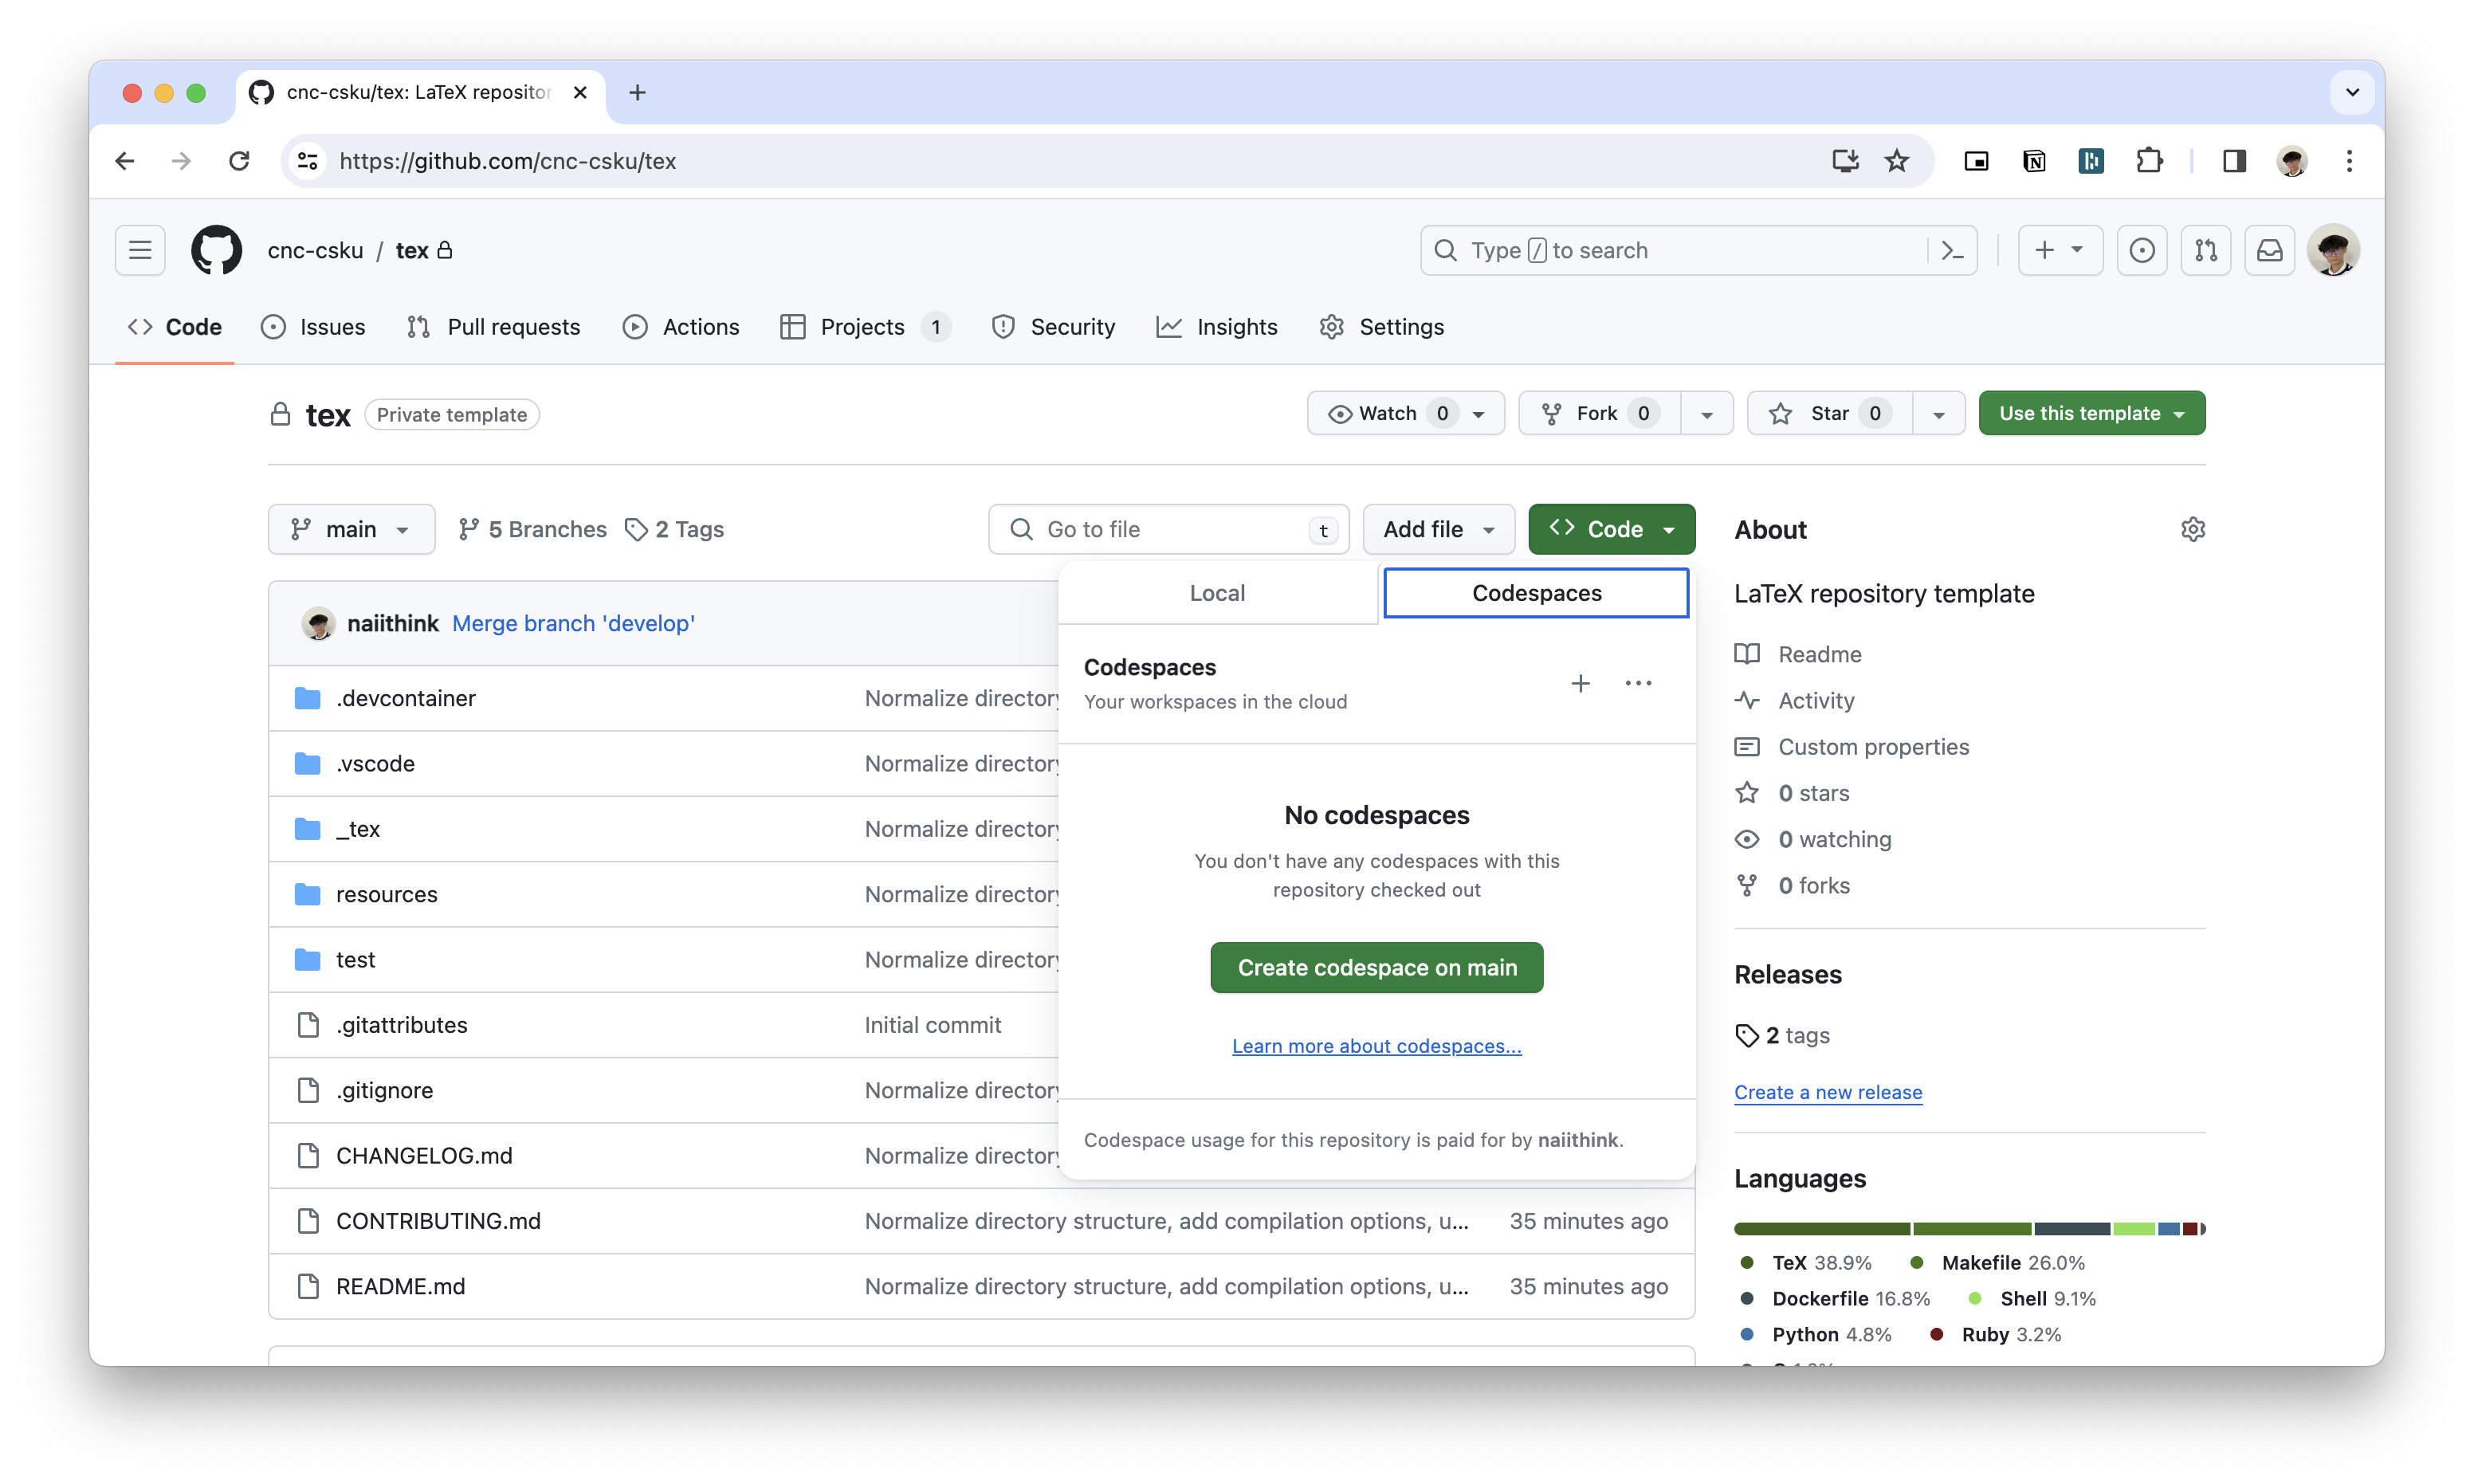 cnc-csku/tex: LaTeX repositor
https://github.com/cnc-csku/tex
cnc-csku / tex
Type / to search
Code Issues Pull requests Actions Projects 1 Security Insights Settings
tex Private template
Watch 0 Fork 0 Star 0 Use this template
main 5 Branches 2 Tags
Go to file t Add file Code
Local Codespaces
Codespaces
Your workspaces in the cloud
No codespaces
You don't have any codespaces with this
repository checked out
Create codespace on main
Learn more about codespaces...
Codespace usage for this repository is paid for by naiithink.
naiithink Merge branch 'develop'
.devcontainer Normalize directory
.vscode Normalize directory
_tex Normalize directory
resources Normalize directory
test Normalize directory
.gitattributes Initial commit
.gitignore Normalize directory
CHANGELOG.md Normalize directory
CONTRIBUTING.md Normalize directory structure, add compilation options, u... 35 minutes ago
README.md Normalize directory structure, add compilation options, u... 35 minutes ago
About
LaTeX repository template
Readme
Activity
Custom properties
0 stars
0 watching
0 forks
Releases
2 tags
Create a new release
Languages
TeX 38.9% Makefile 26.0%
Dockerfile 16.8% Shell 9.1%
Python 4.8% Ruby 3.2%